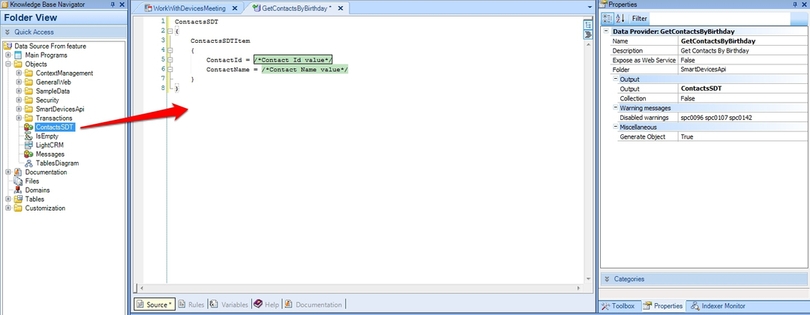 Knowledge Base Navigator
Folder View
Quick Access
Data Source From feature
Main Programs
Objects
ContextManagement
GeneralWeb
SampleData
Security
SmartDevicesApi
Transactions
ContactsSDT
IsEmpty
LightCRM
Messages
TablesDiagram
Documentation
Files
Domains
Tables
Customization
WorkWithDevicesMeeting
GetContactsByBirthday *
1 ContactsSDT
2 {
3 ContactsSDTItem
4 {
5 ContactId = /*Contact Id value*/
6 ContactName = /*Contact Name value*/
7 }
8 }
Source *
Rules
Variables
Help
Documentation
Properties
Filter
Data Provider: GetContactsByBirthday
Name GetContactsByBirthday
Description Get Contacts By Birthday
Expose as Web Service False
Folder SmartDevicesApi
Output
Output ContactsSDT
Collection False
Warning messages
Disabled warnings spc0096 spc0107 spc0142
Miscellaneous
Generate Object True
Categories
Toolbox
Properties
Indexer Monitor